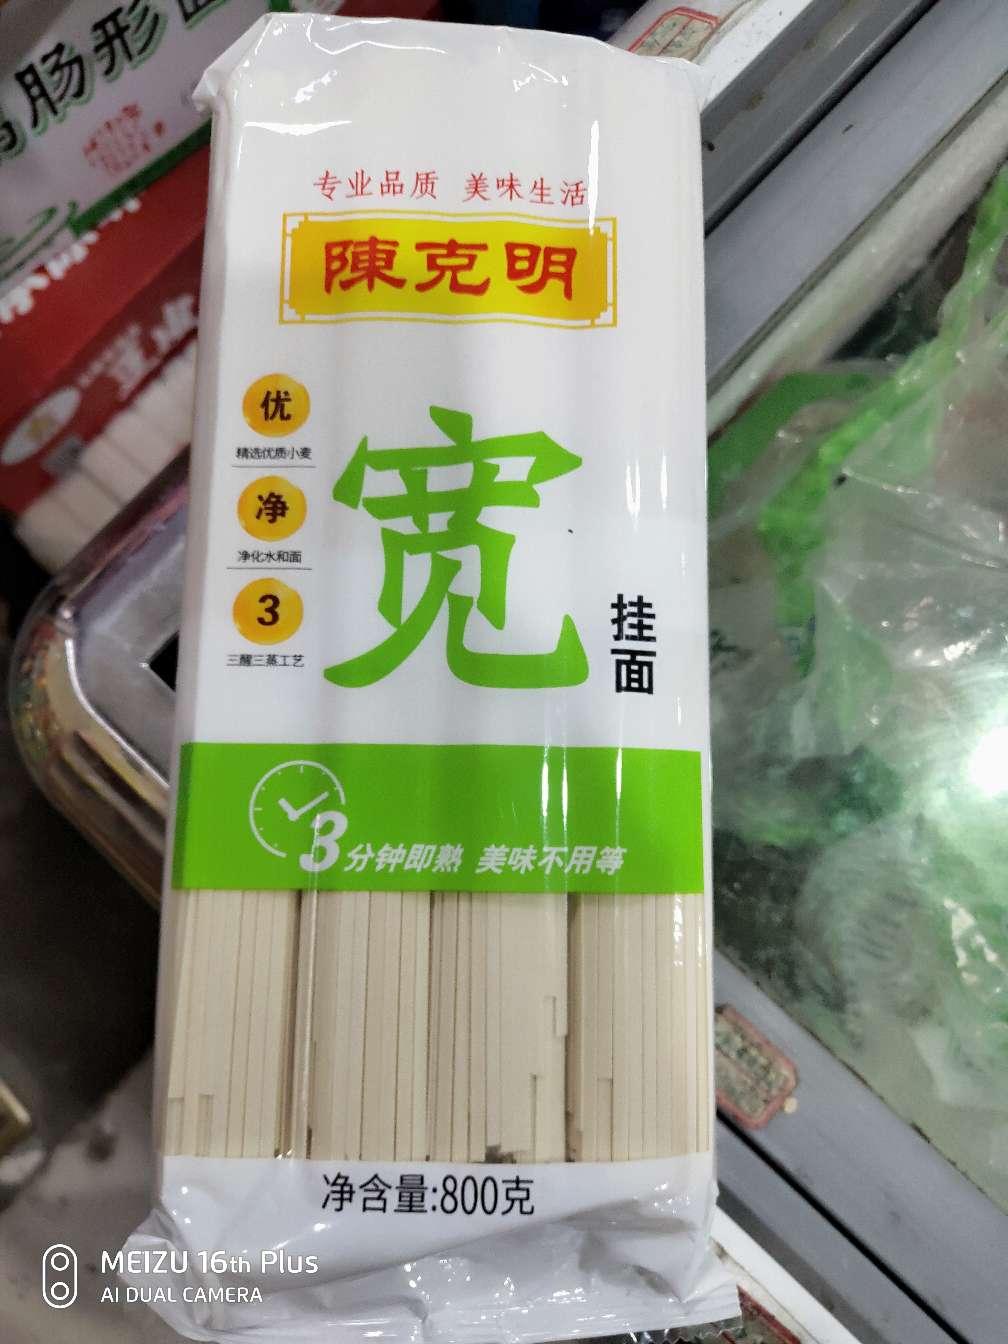 肠形
专业品质 美味生活
陳克明
优
精选优质小麦
净
净化水和面
3
三醒三蒸工艺
宽
挂面
3分钟即熟 美味不用等
净含量:800克
MEIZU 16th Plus
AI DUAL CAMERA